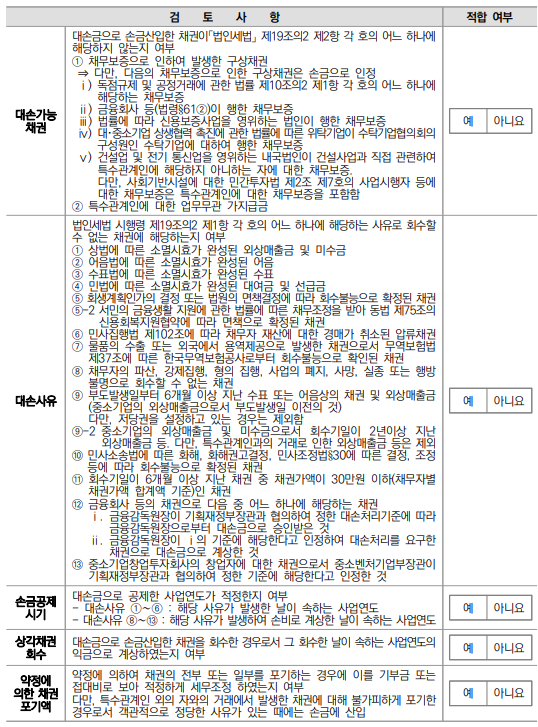 검 토 사 항
적합 여부
대손가능
채권
대손금으로 손금산입한 채권이「법인세법」제19조의2 제2항 각 호의 어느 하나에
해당하지 않는지 여부
① 채무보증으로 인하여 발생한 구상채권
⇒ 다만, 다음의 채무보증으로 인한 구상채권은 손금으로 인정
ⅰ) 독점규제 및 공정거래에 관한 법률 제10조의2 제1항 각 호의 어느 하나에
해당하는 채무보증
ⅱ) 금융회사 등(법령§61②)이 행한 채무보증
ⅲ) 법률에 따라 신용보증사업을 영위하는 법인이 행한 채무보증
ⅳ) 대·중소기업 상생협력 촉진에 관한 법률에 따른 위탁기업이 수탁기업협의회의
구성원인 수탁기업에 대하여 행한 채무보증
ⅴ) 건설업 및 전기 통신업을 영위하는 내국법인이 건설사업과 직접 관련하여
특수관계인에 해당하지 아니하는 자에 대한 채무보증.
다만, 사회기반시설에 대한 민간투자법 제2조 제7호의 사업시행자 등에
대한 채무보증은 특수관계인에 대한 채무보증을 포함함
② 특수관계인에 대한 업무무관 가지급금
예 아니요
대손사유
법인세법 시행령 제19조의2 제1항 각 호의 어느 하나에 해당하는 사유로 회수할
수 없는 채권에 해당하는지 여부
① 상법에 따른 소멸시효가 완성된 외상매출금 및 미수금
② 어음법에 따른 소멸시효가 완성된 어음
③ 수표법에 따른 소멸시효가 완성된 수표
④ 민법에 따른 소멸시효가 완성된 대여금 및 선급금
⑤ 회생계획인가의 결정 또는 법원의 면책결정에 따라 회수불능으로 확정된 채권
⑤-2 서민의 금융생활 지원에 관한 법률에 따른 채무조정을 받아 동법 제75조의
신용회복지원협약에 따라 면책으로 확정된 채권
⑥ 민사집행법 제102조에 따라 채무자 재산에 대한 경매가 취소된 압류채권
⑦ 물품의 수출 또는 외국에서 용역제공으로 발생한 채권으로서 무역보험법
제37조에 따른 한국무역보험공사로부터 회수불능으로 확인된 채권
⑧ 채무자의 파산, 강제집행, 형의 집행, 사업의 폐지, 사망, 실종 또는 행방
불명으로 회수할 수 없는 채권
⑨ 부도발생일부터 6개월 이상 지난 수표 또는 어음상의 채권 및 외상매출금
(중소기업의 외상매출금으로서 부도발생일 이전의 것)
다만, 저당권을 설정하고 있는 경우는 제외함
⑨-2 중소기업의 외상매출금 및 미수금으로서 회수기일이 2년이상 지난
외상매출금 등. 다만, 특수관계인과의 거래로 인한 외상매출금 등은 제외
⑩ 민사소송법에 따른 화해, 화해권고결정, 민사조정법§30에 따른 결정, 조정
등에 따라 회수불능으로 확정된 채권
⑪ 회수기일이 6개월 이상 지난 채권 중 채권가액이 30만원 이하(채무자별
채권가액 합계액 기준)인 채권
⑫ 금융회사 등의 채권으로 다음 중 어느 하나에 해당하는 채권
ⅰ. 금융감독원장이 기획재정부장관과 협의하여 정한 대손처리기준에 따라
금융감독원장으로부터 대손금으로 승인받은 것
ⅱ. 금융감독원장이 ⅰ의 기준에 해당한다고 인정하여 대손처리를 요구한
채권으로 대손금으로 계상한 것
⑬ 중소기업창업투자회사의 창업자에 대한 채권으로서 중소벤처기업부장관이
기획재정부장관과 협의하여 정한 기준에 해당한다고 인정한 것
예 아니요
손금공제
시기
대손금으로 공제한 사업연도가 적정한지 여부
- 대손사유 ①~⑥ : 해당 사유가 발생한 날이 속하는 사업연도
- 대손사유 ⑧~⑬ : 해당 사유가 발생하여 손비로 계상한 날이 속하는 사업연도
예 아니요
상각채권
회수
대손금으로 손금산입한 채권을 회수한 경우로서 그 회수한 날이 속하는 사업연도의
익금으로 계상하였는지 여부
예 아니요
약정에
의한 채권
포기액
약정에 의하여 채권의 전부 또는 일부를 포기하는 경우에 이를 기부금 또는
접대비로 보아 적정하게 세무조정 하였는지 여부
다만, 특수관계인 외의 자와의 거래에서 발생한 채권에 대해 불가피하게 포기한
경우로서 객관적으로 정당한 사유가 있는 때에는 손금에 산입
예 아니요